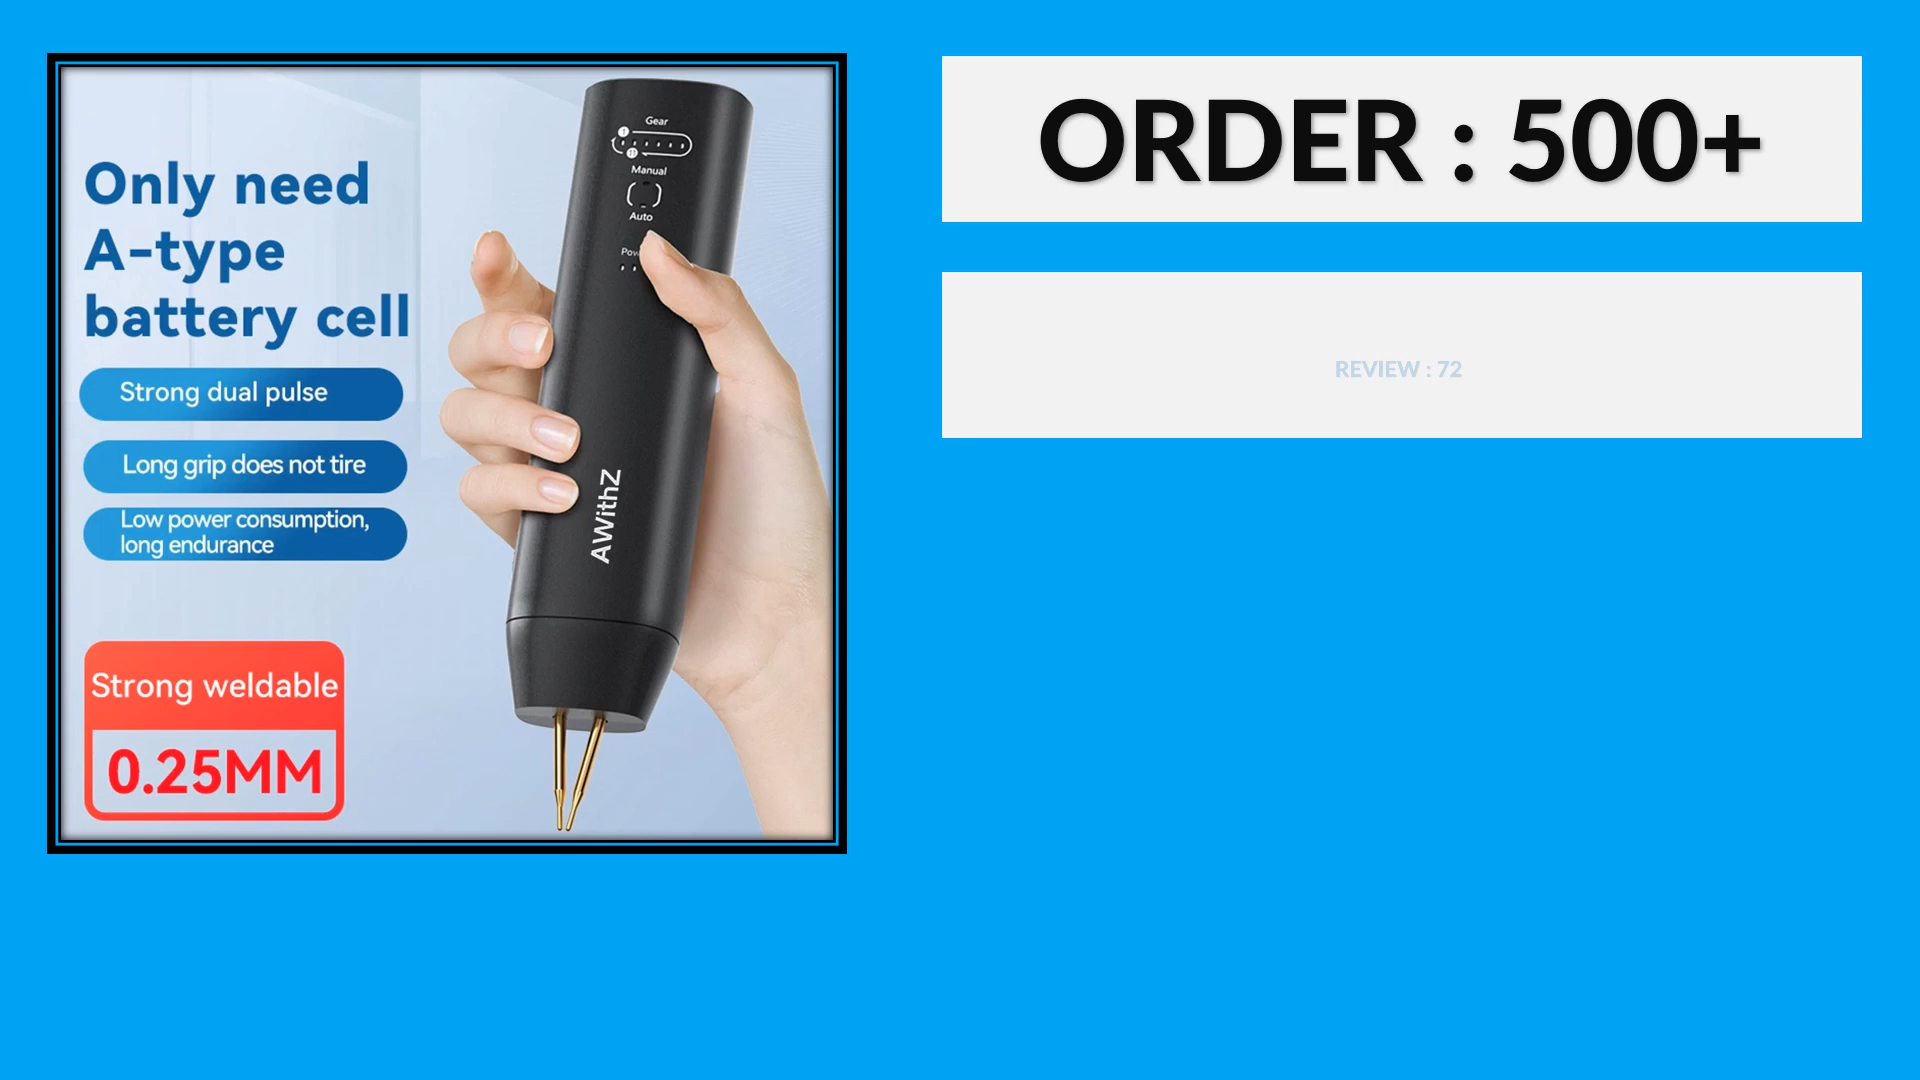 Only need
A-type
battery cell
Strong dual pulse
Long grip does not tire
Low power consumption,
long endurance
Strong weldable
0.25MM
Gear
Manual
Auto
AWithZ
ORDER : 500+
REVIEW : 72